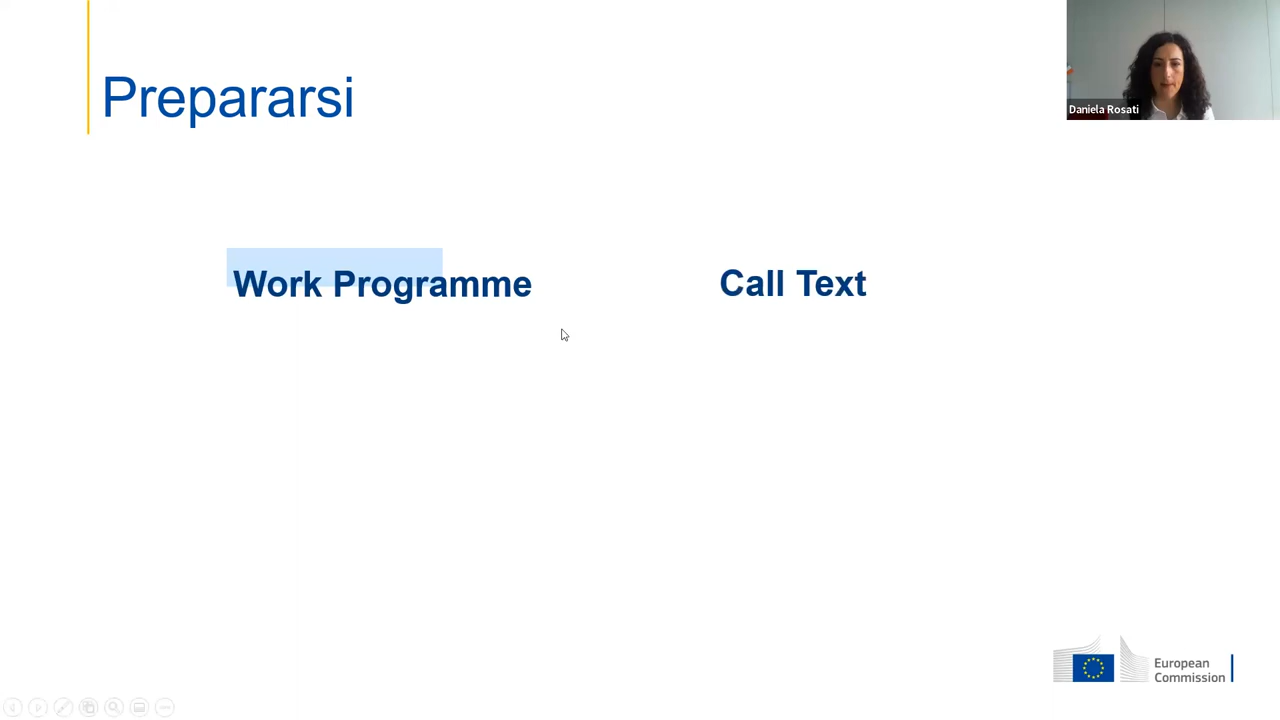 Prepararsi
Daniela Rosati
Work Programme
Call Text
European
Commission